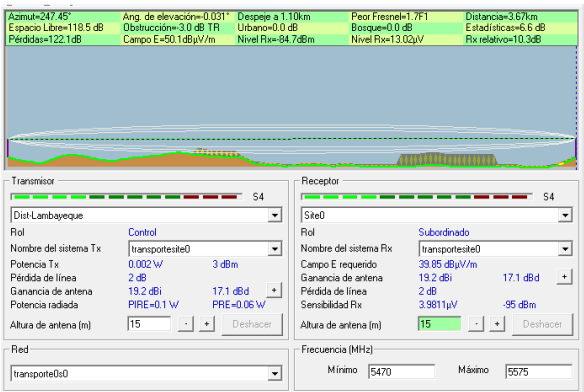 Azimut=247.45° Ang. de elevación=-0.031° Despeje a 1.10km Peor Fresnel=1.7F1 Distancia=3.67km
Espacio Libre=118.5 dB Obstrucción=-3.0 dB TR Urbano=0.0 dB Bosque=0.0 dB Estadísticas=6.6 dB
Pérdidas=122.1dB Campo E=50.1dBµV/m Nivel Rx=-84.7dBm Nivel Rx=13.02µV Rx relativo=10.3dB
Transmisor
S4
Dist-Lambayeque
Rol Control
Nombre del sistema Tx transportesite0
Potencia Tx 0.002 W 3 dBm
Pérdida de línea 2 dB
Ganancia de antena 19.2 dBi 17.1 dBd +
Potencia radiada PIRE=0.1 W PRE=0.06 W
Altura de antena (m) 15 - + Deshacer
Receptor
S4
Site0
Rol Subordinado
Nombre del sistema Rx transportesite0
Campo E requerido 39.85 dBµV/m
Ganancia de antena 19.2 dBi 17.1 dBd +
Pérdida de línea 2 dB
Sensibilidad Rx 3.9811µV -95 dBm
Altura de antena (m) 15 - + Deshacer
Red
transporte0s0
Frecuencia (MHz)
Mínimo 5470 Máximo 5575